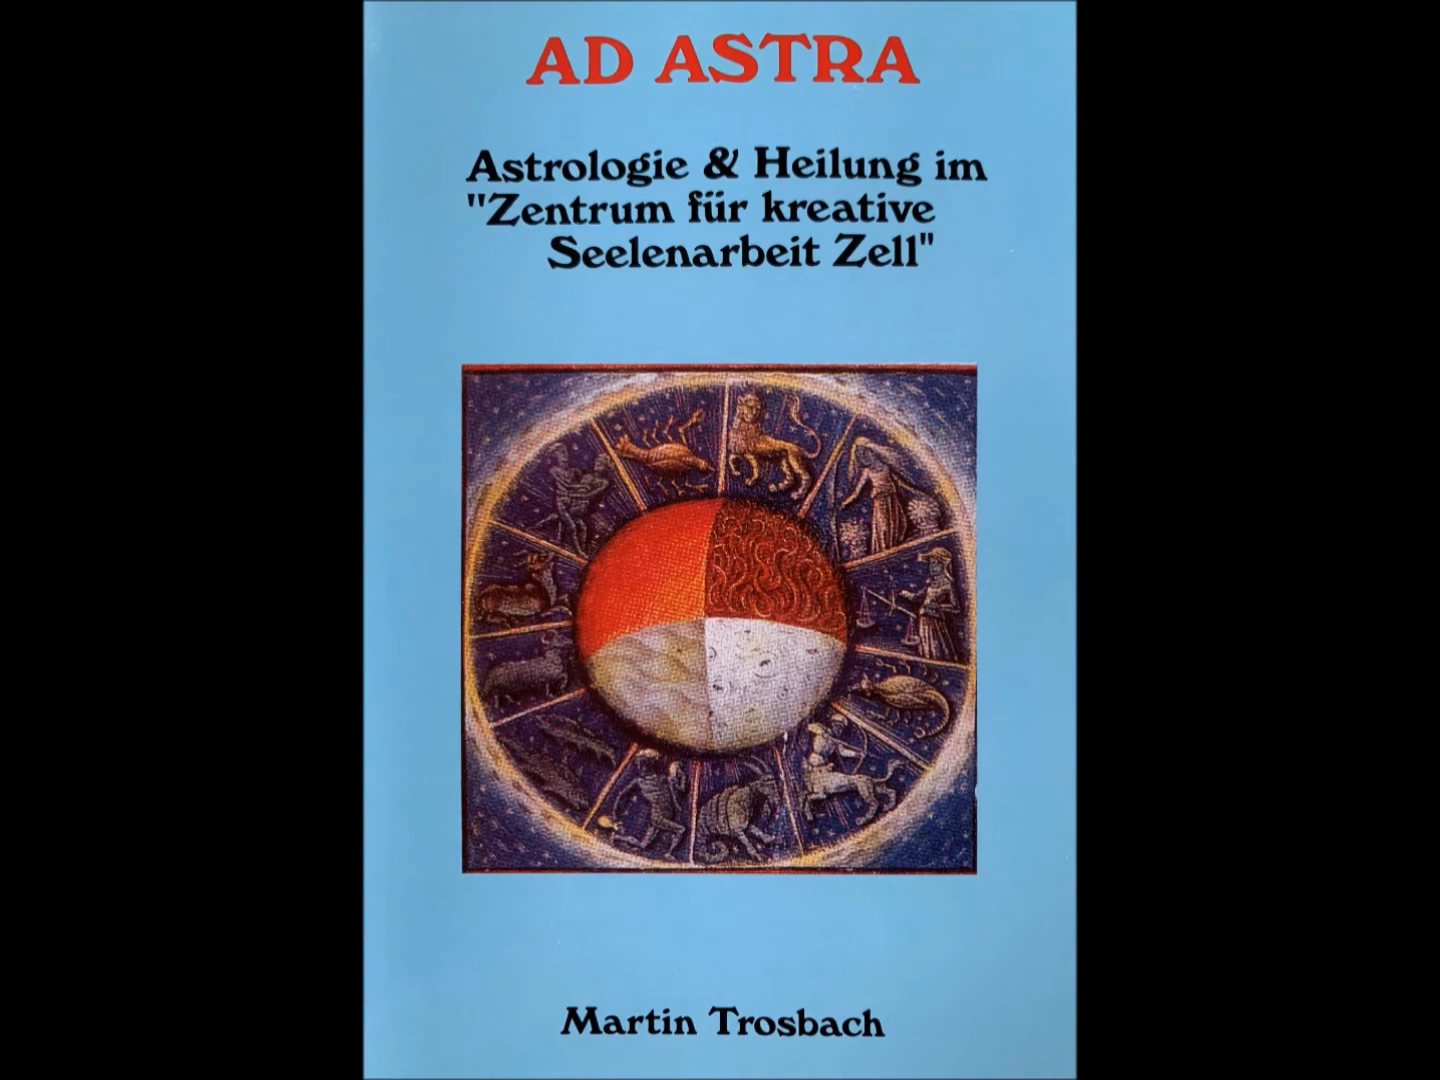 AD ASTRA
Astrologie & Heilung im
"Zentrum für kreative
Seelenarbeit Zell"
Martin Trosbach